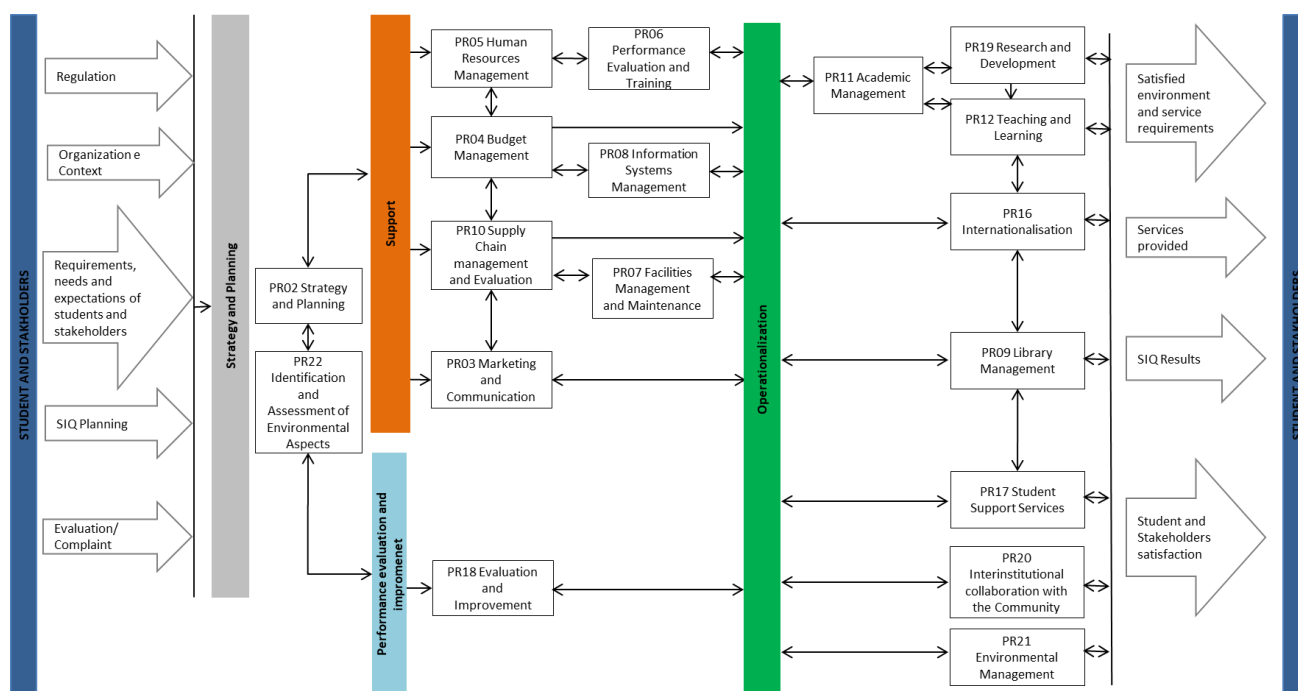 STUDENT AND STAKHOLDERS
Regulation
Organization e
Context
Requirements,
needs and
expectations of
students and
stakeholders
SIQ Planning
Evaluation/
Complaint
Strategy and Planning
PR02 Strategy
and Planning
PR22
Identification
and
Assessment of
Environmental
Aspects
Support
Performance evaluation and
impromenet
PR05 Human
Resources
Management
PR06
Performance
Evaluation and
Training
PR04 Budget
Management
PR08 Information
Systems
Management
PR10 Supply
Chain
management
and Evaluation
PR07 Facilities
Management
and Maintenance
PR03 Marketing
and
Communication
PR18 Evaluation
and
Improvement
Operationalization
PR11 Academic
Management
PR19 Research and
Development
PR12 Teaching and
Learning
PR16
Internationalisation
PR09 Library
Management
PR17 Student
Support Services
PR20
Interinstitutional
collaboration with
the Community
PR21
Environmental
Management
Satisfied
environment
and service
requirements
Services
provided
SIQ Results
Student and
Stakeholders
satisfaction
STUDENT AND STAKHOLDERS